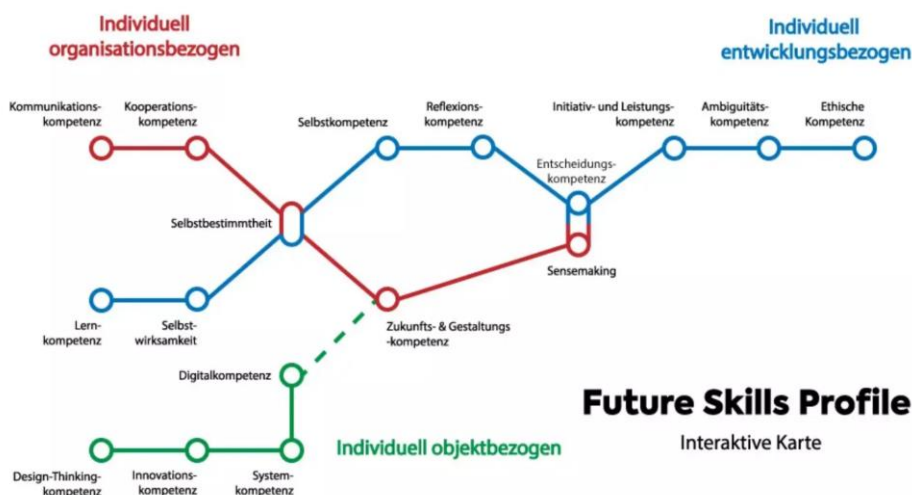 Individuell
organisationsbezogen
Individuell
entwicklungsbezogen
Kommunikations-
kompetenz
Kooperations-
kompetenz
Selbstkompetenz
Reflexions-
kompetenz
Initiativ- und Leistungs-
kompetenz
Ambiguitäts-
kompetenz
Ethische
Kompetenz
Entscheidungs-
kompetenz
Selbstbestimmtheit
Sensemaking
Lern-
kompetenz
Selbst-
wirksamkeit
Zukunfts- & Gestaltungs
-kompetenz
Digitalkompetenz
Future Skills Profile
Interaktive Karte
Individuell objektbezogen
Design-Thinking-
kompetenz
Innovations-
kompetenz
System-
kompetenz